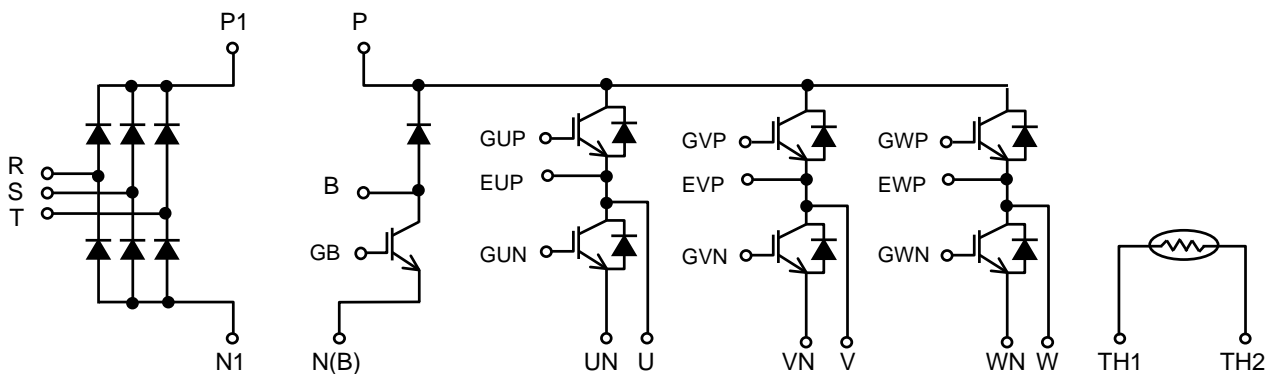 P1 P
R
S
T
B
GB
GUP
EUP
GUN
GVP
EVP
GVN
GWP
EWP
GWN
N1 N(B) UN U VN V WN W TH1 TH2